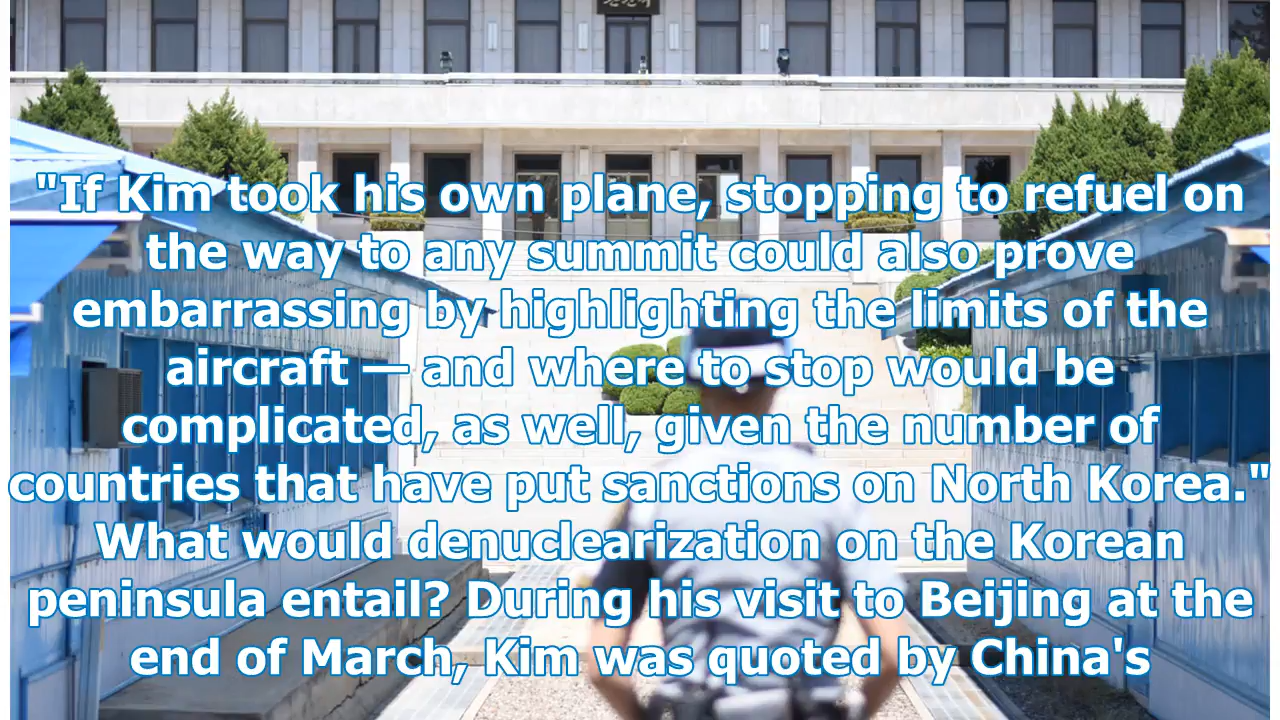 "If Kim took his own plane, stopping to refuel on
the way to any summit could also prove
embarrassing by highlighting the limits of the
aircraft — and where to stop would be
complicated, as well, given the number of
countries that have put sanctions on North Korea."
What would denuclearization on the Korean
peninsula entail? During his visit to Beijing at the
end of March, Kim was quoted by China's